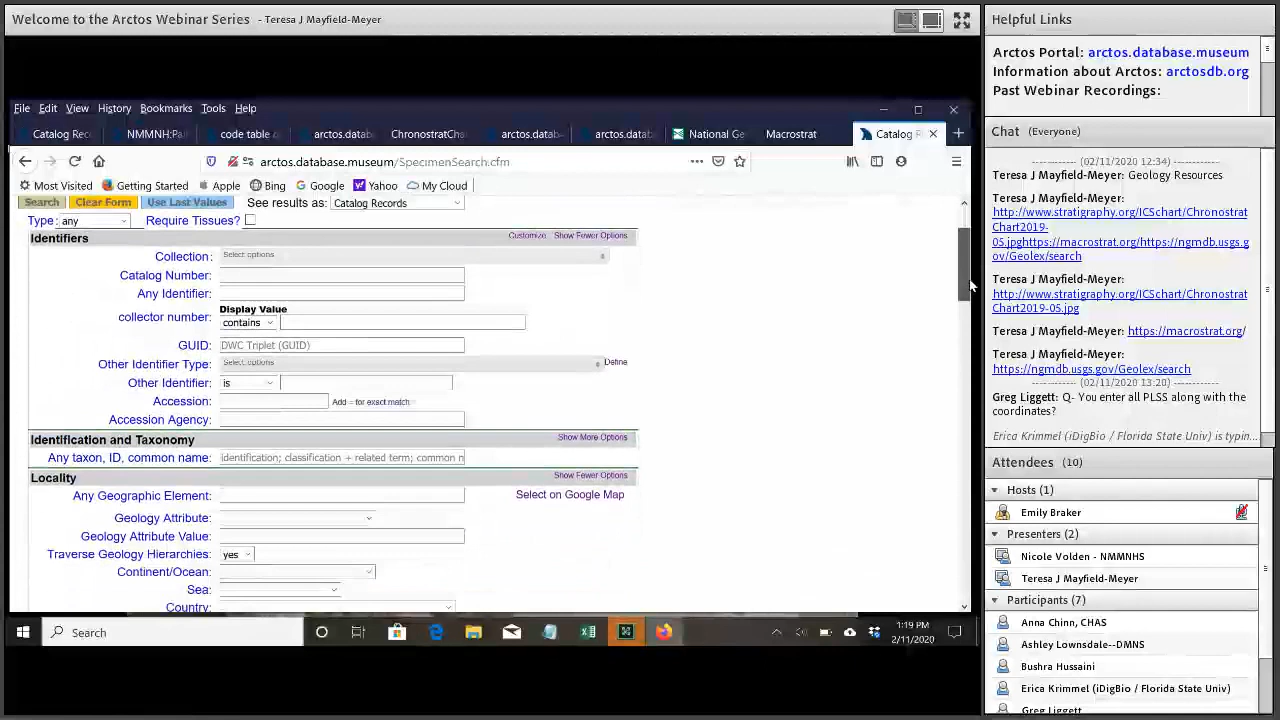 Welcome to the Arctos Webinar Series - Teresa J Mayfield-Meyer
File Edit View History Bookmarks Tools Help
Catalog Rec NMMNH:Pa code table arctos.datab ChronostratCha arctos.datab arctos.datab National Ge Macrostrat Catalog R
arctos.database.museum/SpecimenSearch.cfm
Most Visited Getting Started Apple Bing Google Yahoo My Cloud
Search Clear Form Use Last Values See results as: Catalog Records
Type: any Require Tissues?
Identifiers Customize Show Fewer Options
Collection: Select options
Catalog Number:
Any Identifier:
Display Value
collector number: contains
GUID: DWC Triplet (GUID)
Other Identifier Type: Select options Define
Other Identifier: is
Accession: Add = for exact match
Accession Agency:
Identification and Taxonomy Show More Options
Any taxon, ID, common name: identification; classification + related term; common n
Locality Show Fewer Options
Any Geographic Element: Select on Google Map
Geology Attribute:
Geology Attribute Value:
Traverse Geology Hierarchies: yes
Continent/Ocean:
Sea:
Country:
Search
1:19 PM
2/11/2020
Helpful Links
Arctos Portal: arctos.database.museum
Information about Arctos: arctosdb.org
Past Webinar Recordings:
Chat (Everyone)
------------ (02/11/2020 12:34) ------------
Teresa J Mayfield-Meyer: Geology Resources
Teresa J Mayfield-Meyer:
http://www.stratigraphy.org/ICSchart/Chronostrat
Chart2019-
05.jpghttps://macrostrat.org/https://ngmdb.usgs.g
ov/Geolex/search
Teresa J Mayfield-Meyer:
http://www.stratigraphy.org/ICSchart/Chronostrat
Chart2019-05.jpg
Teresa J Mayfield-Meyer: https://macrostrat.org/
Teresa J Mayfield-Meyer:
https://ngmdb.usgs.gov/Geolex/search
------------ (02/11/2020 13:20) ------------
Greg Liggett: Q- You enter all PLSS along with the
coordinates?
Erica Krimmel (iDigBio / Florida State Uni) is typin...
Attendees (10)
Hosts (1)
Emily Braker
Presenters (2)
Nicole Volden - NMMNHS
Teresa J Mayfield-Meyer
Participants (7)
Anna Chinn, CHAS
Ashley Lownsdale--DMNS
Bushra Hussaini
Erica Krimmel (iDigBio / Florida State Uni)
Greg Liggett